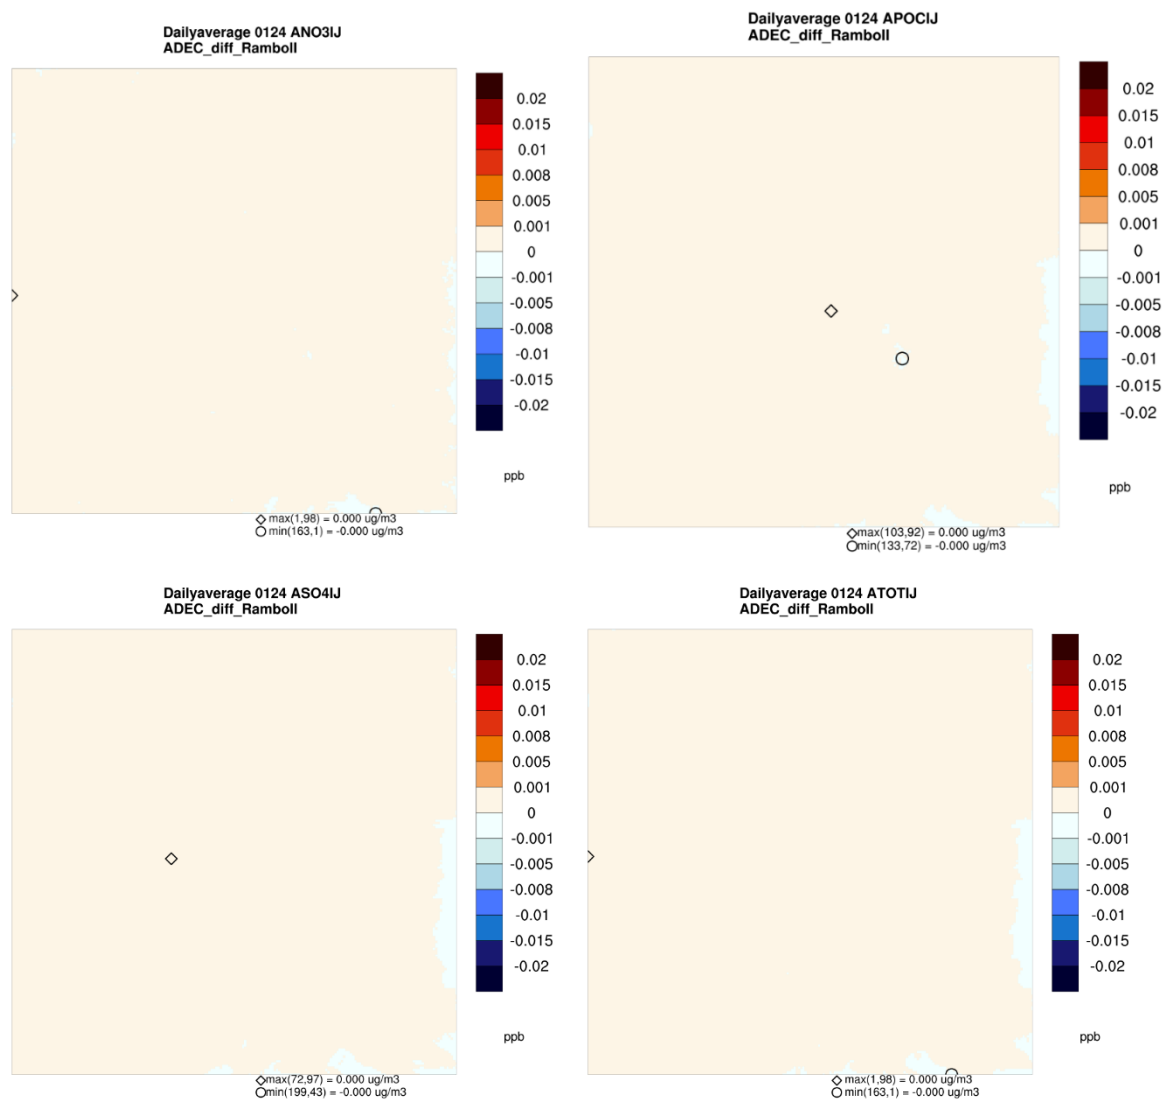 Dailyaverage 0124 ANO3IJ
ADEC_diff_Ramboll
0.02
0.015
0.01
0.008
0.005
0.001
0
-0.001
-0.005
-0.008
-0.01
-0.015
-0.02
ppb
max(1,98) = 0.000 ug/m3
min(163,1) = -0.000 ug/m3
Dailyaverage 0124 APOCIJ
ADEC_diff_Ramboll
0.02
0.015
0.01
0.008
0.005
0.001
0
-0.001
-0.005
-0.008
-0.01
-0.015
-0.02
ppb
max(103,92) = 0.000 ug/m3
min(133,72) = -0.000 ug/m3
Dailyaverage 0124 ASO4IJ
ADEC_diff_Ramboll
0.02
0.015
0.01
0.008
0.005
0.001
0
-0.001
-0.005
-0.008
-0.01
-0.015
-0.02
ppb
max(72,97) = 0.000 ug/m3
min(199,43) = -0.000 ug/m3
Dailyaverage 0124 ATOTIJ
ADEC_diff_Ramboll
0.02
0.015
0.01
0.008
0.005
0.001
0
-0.001
-0.005
-0.008
-0.01
-0.015
-0.02
ppb
max(1,98) = 0.000 ug/m3
min(163,1) = -0.000 ug/m3